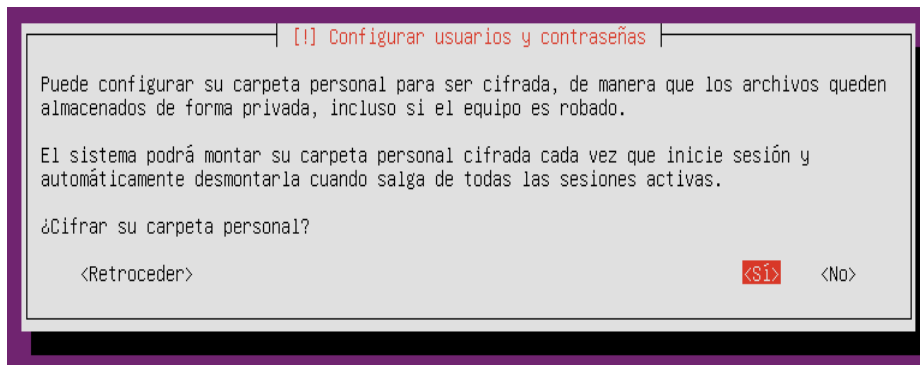 [!] Configurar usuarios y contraseñas
Puede configurar su carpeta personal para ser cifrada, de manera que los archivos queden
almacenados de forma privada, incluso si el equipo es robado.
El sistema podrá montar su carpeta personal cifrada cada vez que inicie sesión y
automáticamente desmontarla cuando salga de todas las sesiones activas.
¿Cifrar su carpeta personal?
<Retroceder> <Sí> <No>